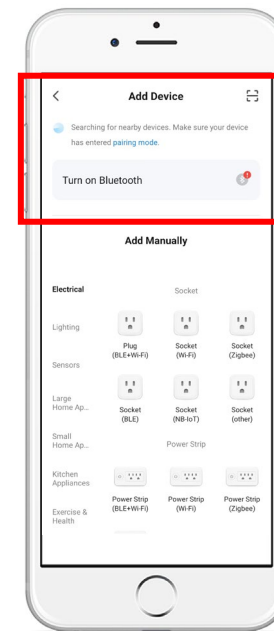 Add Device
Searching for nearby devices. Make sure your device
has entered pairing mode.
Turn on Bluetooth
Add Manually
Electrical
Socket
Lighting
Plug
(BLE+Wi-Fi)
Socket
(Wi-Fi)
Socket
(Zigbee)
Sensors
Large
Home Ap...
Socket
(BLE)
Socket
(NB-IoT)
Socket
(other)
Small
Home Ap...
Power Strip
Kitchen
Appliances
Power Strip
(BLE+Wi-Fi)
Power Strip
(Wi-Fi)
Power Strip
(Zigbee)
Exercise &
Health